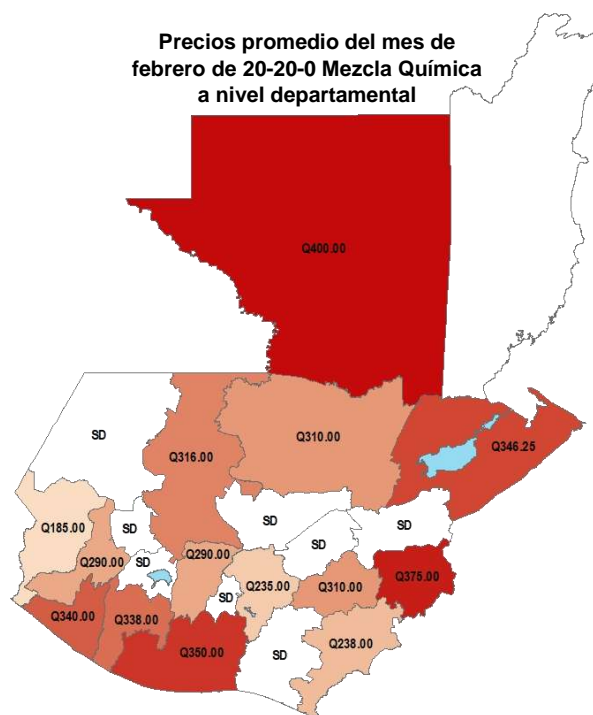 Precios promedio del mes de
febrero de 20-20-0 Mezcla Química
a nivel departamental
Q400.00
SD
Q316.00
Q310.00
Q346.25
Q185.00
SD
SD
SD
SD
Q290.00
SD
Q290.00
SD
Q235.00
Q310.00
Q375.00
Q340.00
Q338.00
Q350.00
SD
Q238.00